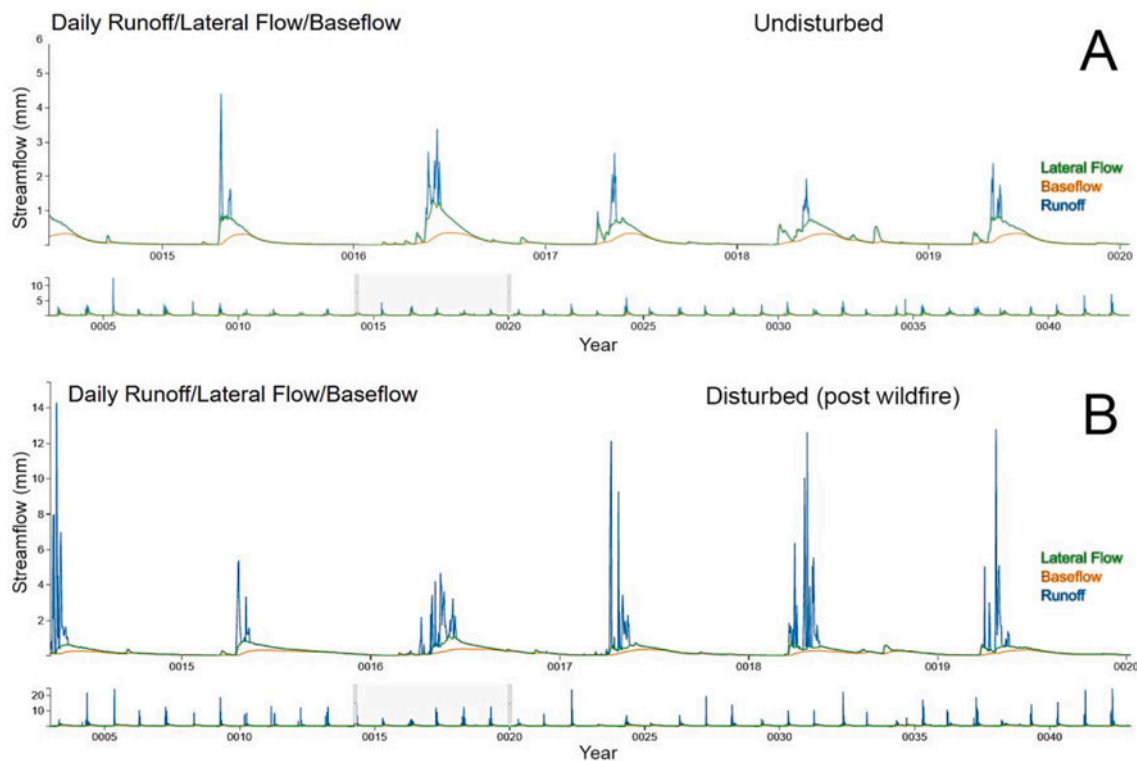 Daily Runoff/Lateral Flow/Baseflow Undisturbed A
6
5
4
3
2
1
Streamflow (mm)
Lateral Flow
Baseflow
Runoff
0015 0016 0017 0018 0019 0020
10
5
0005 0010 0015 0020 0025 0030 0035 0040
Year
Daily Runoff/Lateral Flow/Baseflow Disturbed (post wildfire) B
14
12
10
8
6
4
2
Streamflow (mm)
Lateral Flow
Baseflow
Runoff
0015 0016 0017 0018 0019 0020
20
10
0005 0010 0015 0020 0025 0030 0035 0040
Year